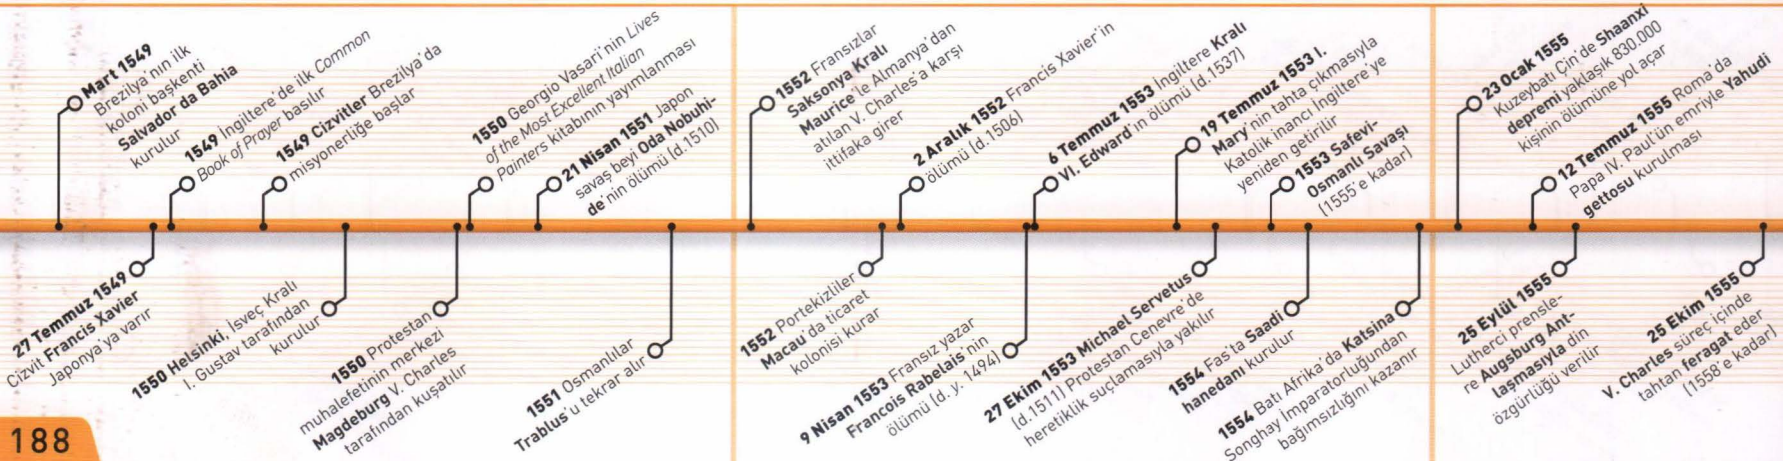 Mart 1549
Brezilya'nın ilk
koloni başkenti
Salvador da Bahia
kurulur
1549 İngiltere'de ilk Common
Book of Prayer basılır
1549 Cizvitler Brezilya'da
misyonerliğe başlar
1550 Georgio Vasari'nin Lives
of the Most Excellent Italian
Painters kitabının yayımlanması
21 Nisan 1551 Japon
savaş beyi Oda Nobuhi-
de'nin ölümü [d.1510]
1552 Fransızlar
Saksonya Kralı
Maurice'le Almanya'dan
atılan V. Charles'a karşı
ittifaka girer
2 Aralık 1552 Francis Xavier'in
ölümü [d.1506]
6 Temmuz 1553 İngiltere Kralı
VI. Edward'ın ölümü [d.1537]
19 Temmuz 1553 I.
Mary'nin tahta çıkmasıyla
Katolik inancı İngiltere'ye
yeniden getirilir
1553 Safevi-
Osmanlı Savaşı
[1555'e kadar]
23 Ocak 1555
Kuzeybatı Çin'de Shaanxi
depremi yaklaşık 830.000
kişinin ölümüne yol açar
12 Temmuz 1555 Roma'da
Papa IV. Paul'ün emriyle Yahudi
gettosu kurulması
27 Temmuz 1549
Cizvit Francis Xavier
Japonya'ya varır
1550 Helsinki, İsveç Kralı
I. Gustav tarafından
kurulur
1550 Protestan
muhalefetinin merkezi
Magdeburg V. Charles
tarafından kuşatılır
1551 Osmanlılar
Trablus'u tekrar alır
1552 Portekizliler
Macau'da ticaret
kolonisi kurar
9 Nisan 1553 Fransız yazar
Francois Rabelais'nin
ölümü [d. y. 1494]
27 Ekim 1553 Michael Servetus
[d.1511] Protestan Cenevre'de
heretiklik suçlamasıyla yakılır
1554 Fas'ta Saadi
hanedanı kurulur
1554 Batı Afrika'da Katsina
Songhay İmparatorluğundan
bağımsızlığını kazanır
25 Eylül 1555
Lutherci prensle-
re Augsburg Ant-
laşmasıyla din
özgürlüğü verilir
25 Ekim 1555
V. Charles süreç içinde
tahtan feragat eder
[1558'e kadar]
188